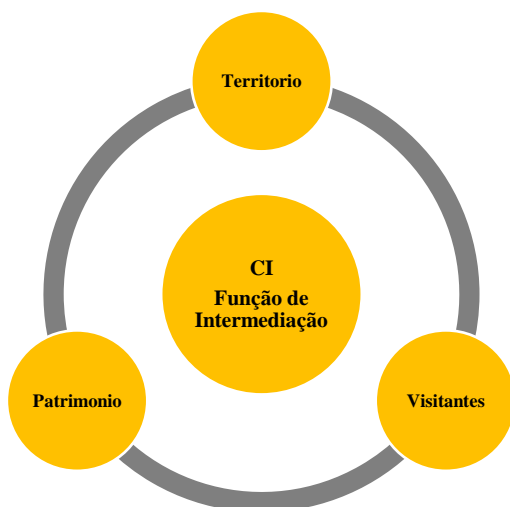 Territorio
CI
Função de
Intermediação
Patrimonio
Visitantes